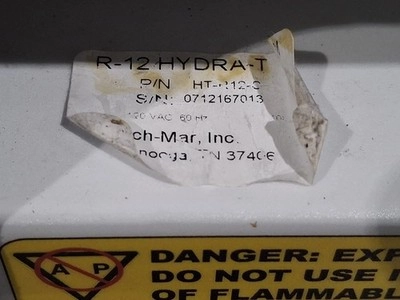 R-12 HYDRA-T
P/N HT-R12-C
S/N: 0712167013
120 VAC 60 Hz
ch-Mar, Inc.
nooga, TN 37406
A P
DANGER: EXP
DO NOT USE I
OF FLAMMABL